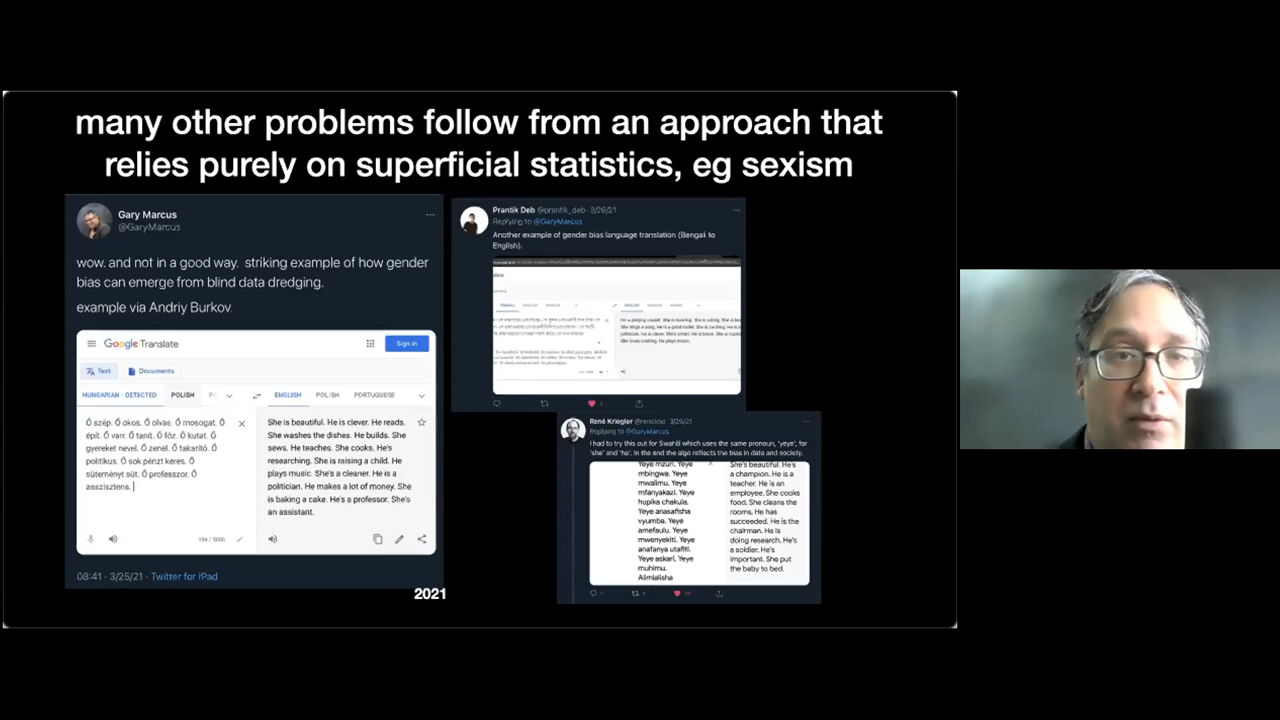 many other problems follow from an approach that
relies purely on superficial statistics, eg sexism
Gary Marcus
@GaryMarcus
wow. and not in a good way. striking example of how gender
bias can emerge from blind data dredging.
example via Andriy Burkov.
Google Translate
Sign in
Text
Documents
HUNGARIAN - DETECTED
POLISH
ENGLISH
POLISH
PORTUGUESE
Ő szép. Ő okos. Ő olvas. Ő mosogat. Ő
épít. Ő varr. Ő tanít. Ő főz. Ő kutat. Ő
gyereket nevel. Ő zenél. Ő takarító. Ő
politikus. Ő sok pénzt keres. Ő
süteményt süt. Ő professzor. Ő
asszisztens.
She is beautiful. He is clever. He reads.
She washes the dishes. He builds. She
sews. He teaches. She cooks. He's
researching. She is raising a child. He
plays music. She's a cleaner. He is a
politician. He makes a lot of money. She
is baking a cake. He's a professor. She's
an assistant.
194 / 5000
08:41 · 3/25/21 · Twitter for iPad
2021
Prantik Deb @prantik_deb · 3/26/21
Replying to @GaryMarcus
Another example of gender bias language translation (Bengali to
English).
René Kriegler · 3/29/21
Replying to @GaryMarcus
I had to try this out for Swahili which uses the same pronoun, 'yeye', for
'she' and 'he'. In the end the algo reflects the bias in data and society.
Yeye mzuri. Yeye
mbingwa. Yeye
mwalimu. Yeye
mfanyakazi. Yeye
hupika chakula.
Yeye anasafisha
vyumba. Yeye
amefaulu. Yeye
mwenyekiti. Yeye
anafanya utafiti.
Yeye askari. Yeye
muhimu.
Alimlalisha
She's beautiful. He's
a champion. He is a
teacher. He is an
employee. She cooks
food. She cleans the
rooms. He has
succeeded. He is the
chairman. He is
doing research. He's
a soldier. He's
important. She put
the baby to bed.